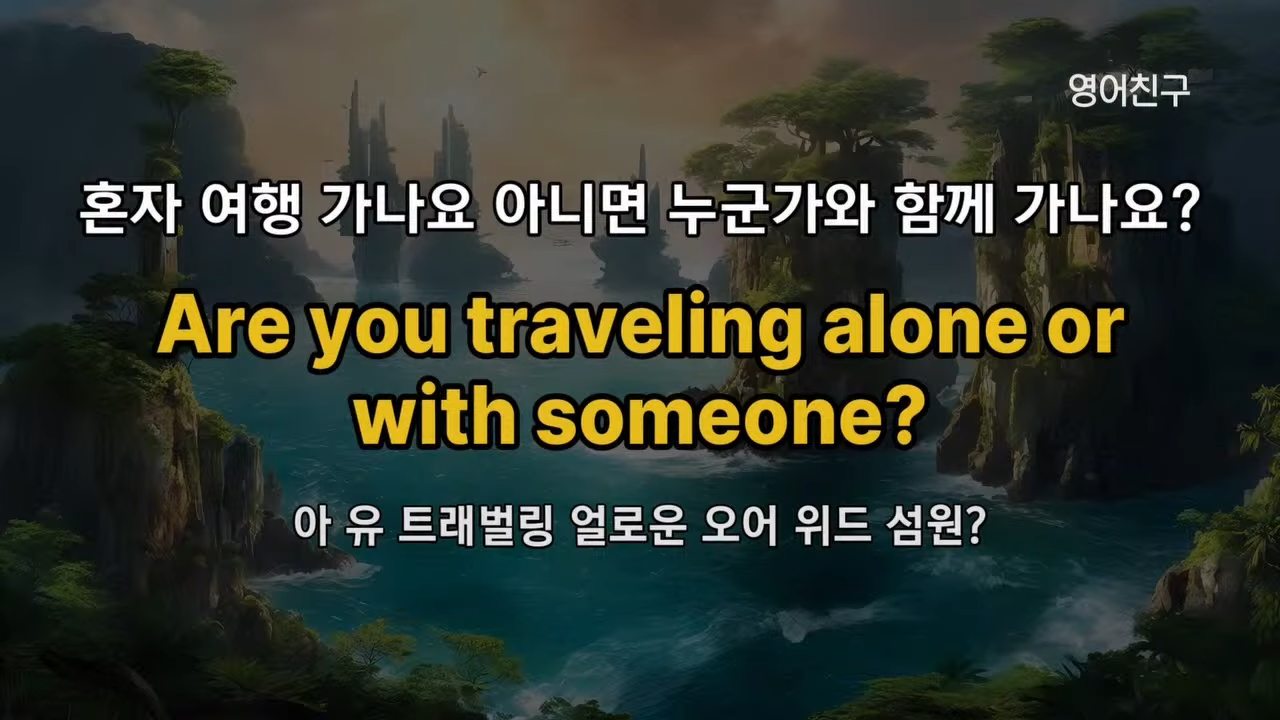 영어친구
혼자 여행 가나요 아니면 누군가와 함께 가나요?
Are you traveling alone or
with someone?
아 유 트래벌링 얼로운 오어 위드 섬원?